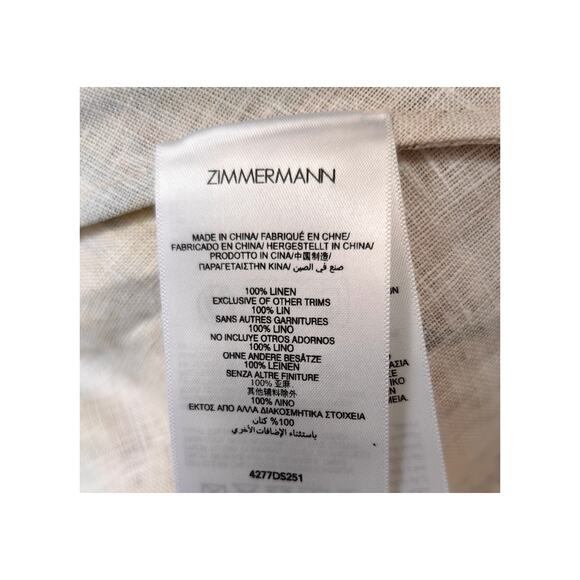 ZIMMERMANN
MADE IN CHINA/ FABRIQUÉ EN CHNE/
FABRICADO EN CHINA/ HERGESTELLT IN CHINA/
PRODOTTO IN CINA/中国制造/
ΠΑΡΑΓΕΤΑΙΣΤΗΝ ΚΙΝΑ/ صنع في الصين/
100% LINEN
EXCLUSIVE OF OTHER TRIMS
100% LIN
SANS AUTRES GARNITURES
100% LINO
NO INCLUYE OTROS ADORNOS
100% LINO
OHNE ANDERE BESÄTZE
100% LEINEN
SENZA ALTRE FINITURE
100% 亚麻
其他辅料除外
100% ΛΙΝΟ
ΕΚΤΟΣ ΑΠΟ ΑΛΛΑ ΔΙΑΚΟΣΜΗΤΙΚΑ ΣΤΟΙΧΕΙΑ
100% كتان
باستثناء الإضافات الأخرى
4277DS251